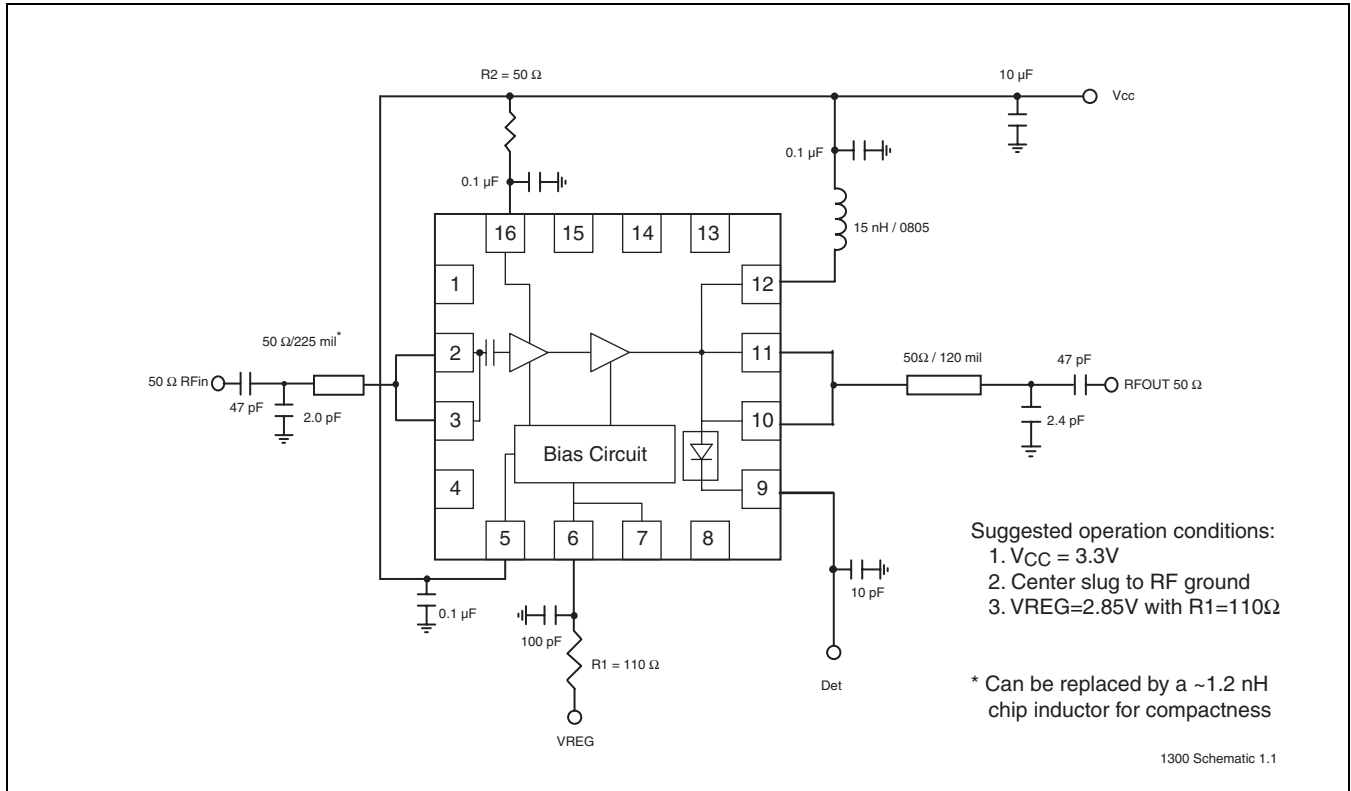 R2 = 50 Ω
10 µF
Vcc
0.1 µF
0.1 µF
15 nH / 0805
16
15
14
13
1
12
50 Ω/225 mil*
2
11
50Ω / 120 mil
47 pF
50 Ω RFin
RFOUT 50 Ω
47 pF
2.0 pF
3
10
2.4 pF
Bias Circuit
4
9
5
6
7
8
10 pF
0.1 µF
100 pF
R1 = 110 Ω
Det
VREG
Suggested operation conditions:
1. VCC = 3.3V
2. Center slug to RF ground
3. VREG=2.85V with R1=110Ω
* Can be replaced by a ~1.2 nH
chip inductor for compactness
1300 Schematic 1.1